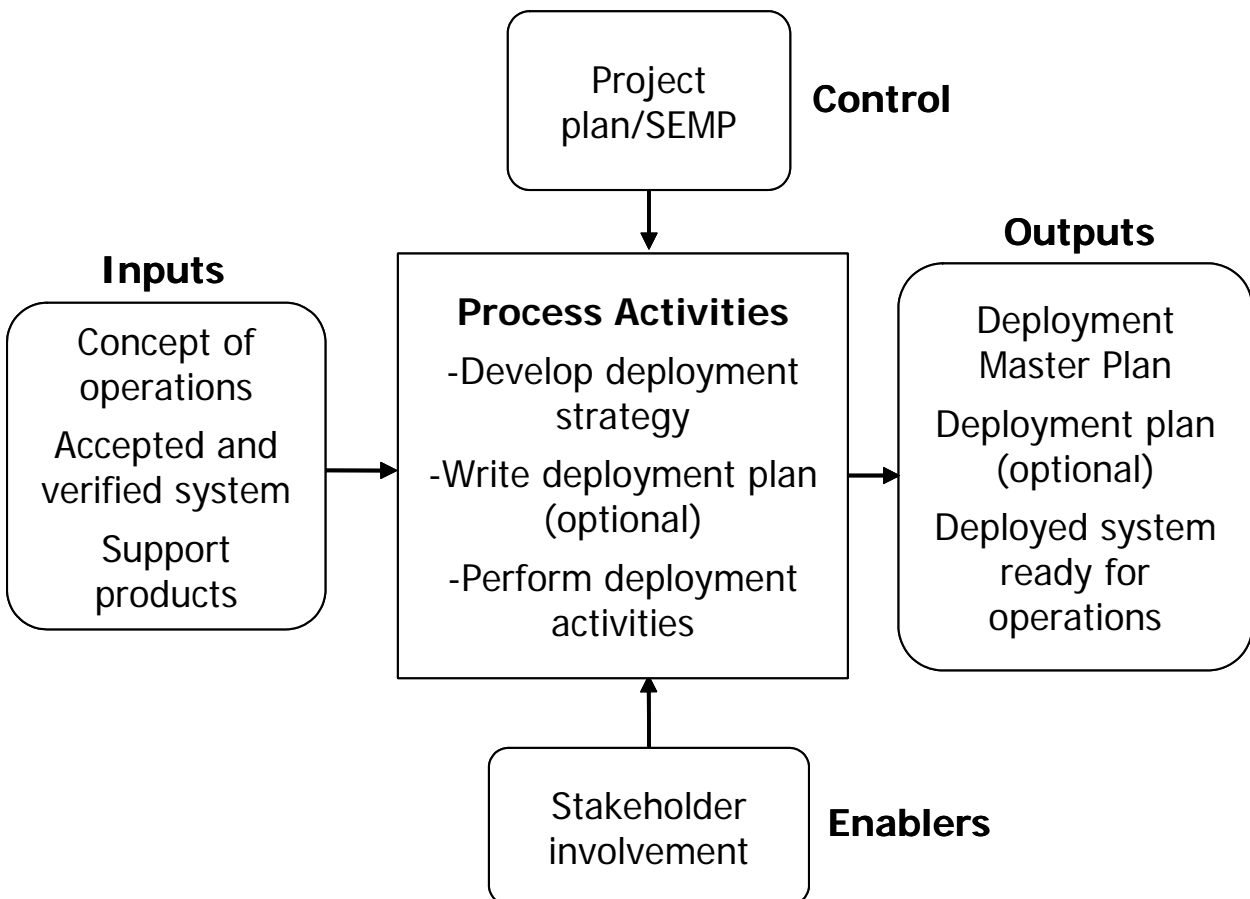 Project
plan/SEMP
Control
Inputs
Concept of
operations
Accepted and
verified system
Support
products
Process Activities
-Develop deployment
strategy
-Write deployment plan
(optional)
-Perform deployment
activities
Outputs
Deployment
Master Plan
Deployment plan
(optional)
Deployed system
ready for
operations
Stakeholder
involvement
Enablers